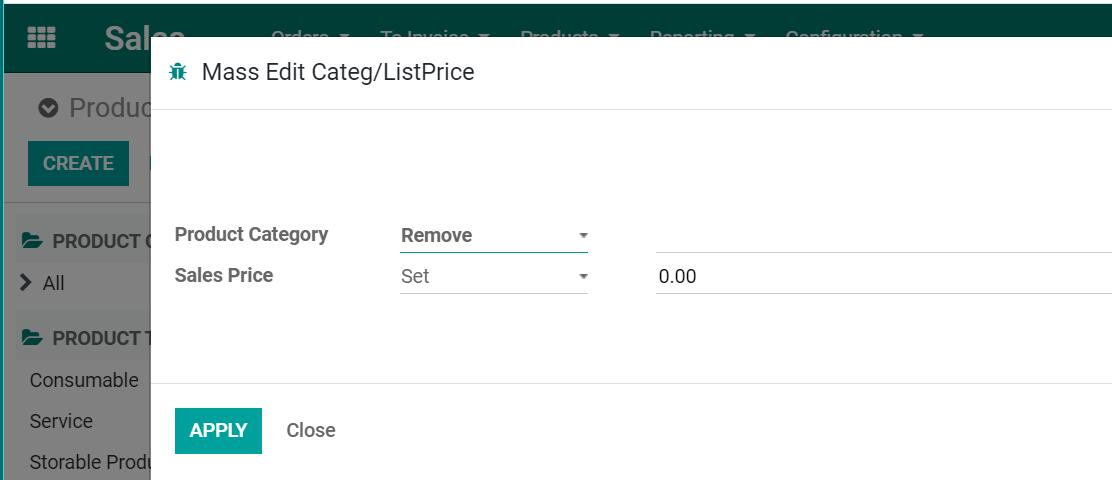 Sales
Orders To Invoice Products Reporting Configuration
Mass Edit Categ/ListPrice
Produc
CREATE
Product Category Remove
Sales Price Set 0.00
PRODUCT C
All
PRODUCT T
Consumable
Service
Storable Produ
APPLY Close